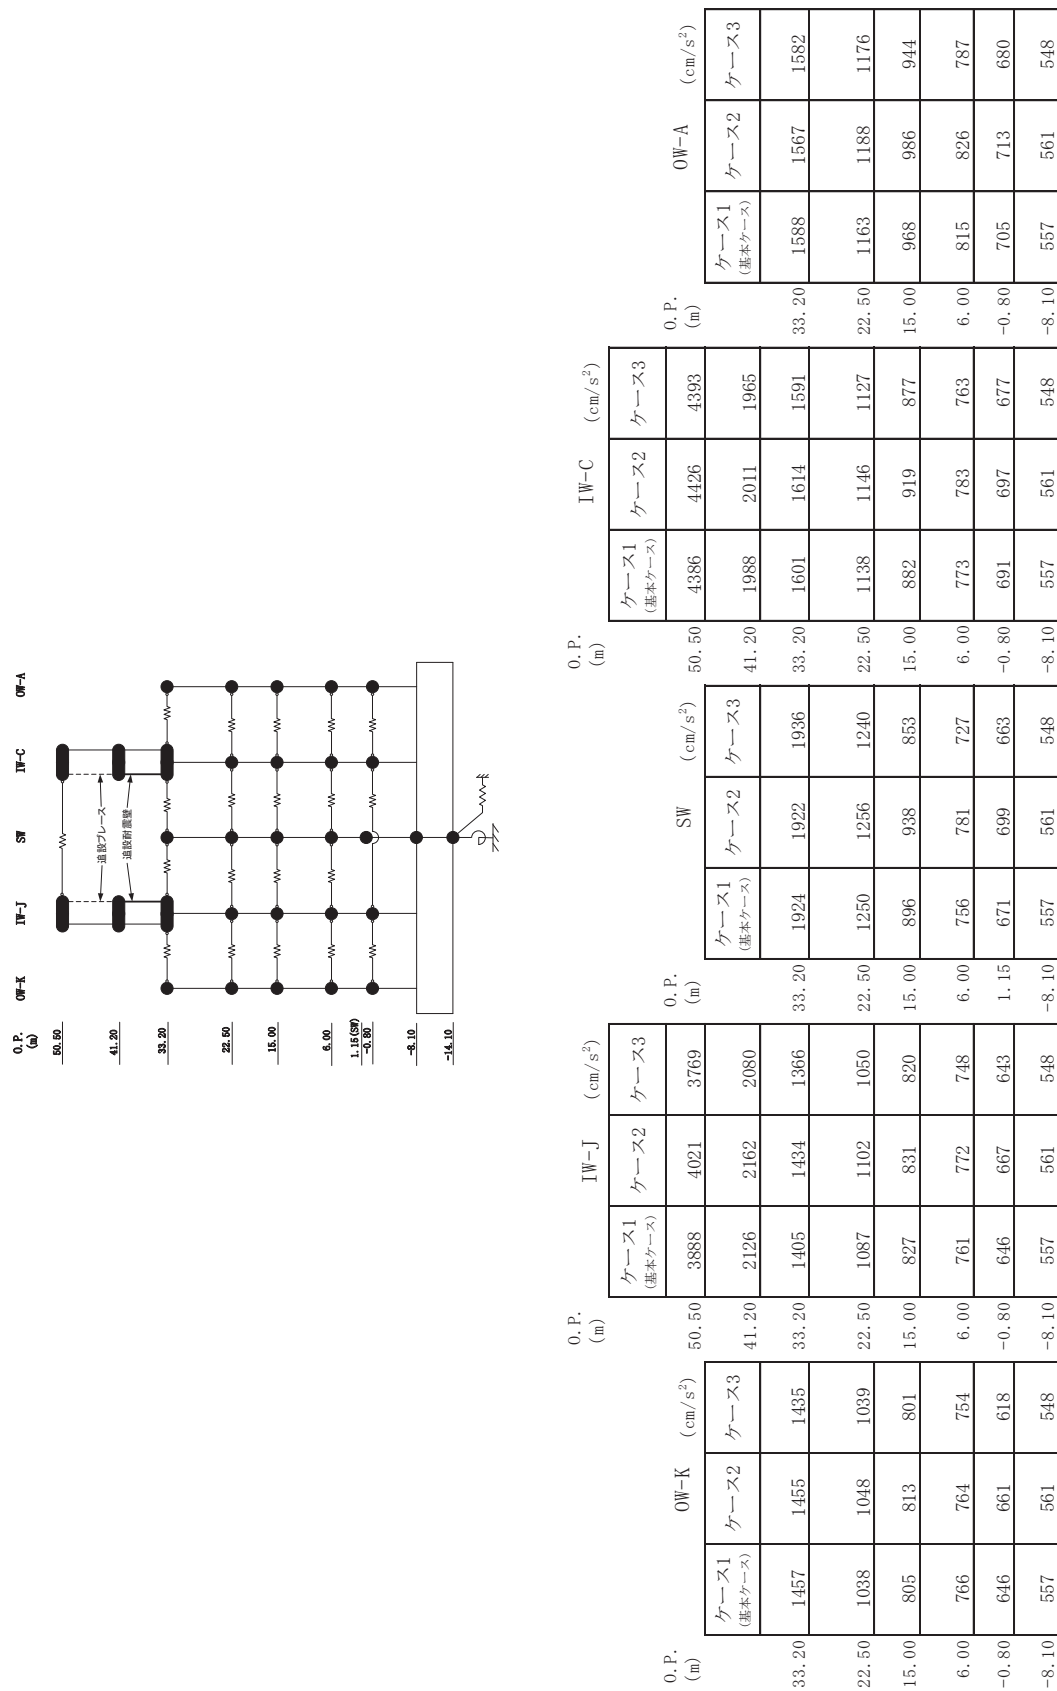 OW-K IW-J SW IW-C OW-A
O.P.
(m)
50.50
41.20
33.20
22.50
15.00
6.00
1.15(SW)
-0.80
-8.10
-14.10
追設ブレース
追設耐震壁
OW-K
O.P.
(m)
(cm/s²)
ケース1
(基本ケース)
ケース2 ケース3
33.20 1457 1455 1435
22.50 1038 1048 1039
15.00 805 813 801
6.00 766 764 754
-0.80 646 661 618
-8.10 557 561 548
IW-J
O.P.
(m)
(cm/s²)
ケース1
(基本ケース)
ケース2 ケース3
50.50 3888 4021 3769
41.20 2126 2162 2080
33.20 1405 1434 1366
22.50 1087 1102 1050
15.00 827 831 820
6.00 761 772 748
-0.80 646 667 643
-8.10 557 561 548
SW
O.P.
(m)
(cm/s²)
ケース1
(基本ケース)
ケース2 ケース3
33.20 1924 1922 1936
22.50 1250 1256 1240
15.00 896 938 853
6.00 756 781 727
1.15 671 699 663
-8.10 557 561 548
IW-C
O.P.
(m)
(cm/s²)
ケース1
(基本ケース)
ケース2 ケース3
50.50 4386 4426 4393
41.20 1988 2011 1965
33.20 1601 1614 1591
22.50 1138 1146 1127
15.00 882 919 877
6.00 773 783 763
-0.80 691 697 677
-8.10 557 561 548
OW-A
O.P.
(m)
(cm/s²)
ケース1
(基本ケース)
ケース2 ケース3
33.20 1588 1567 1582
22.50 1163 1188 1176
15.00 968 986 944
6.00 815 826 787
-0.80 705 713 680
-8.10 557 561 548